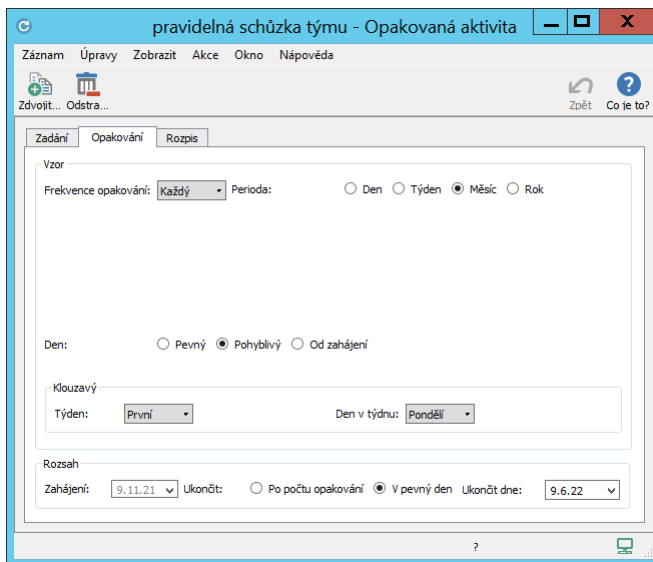 pravidelná schůzka týmu - Opakovaná aktivita
Záznam Úpravy Zobrazit Akce Okno Nápověda
Zdvojit... Odstra... Zpět Co je to?
Zadání Opakování Rozpis
Vzor
Frekvence opakování: Každý Perioda: Den Týden Měsíc Rok
Den: Pevný Pohyblivý Od zahájení
Klouzavý
Týden: První Den v týdnu: Pondělí
Rozsah
Zahájení: 9.11.21 Ukončit: Po počtu opakování V pevný den Ukončit dne: 9.6.22
?